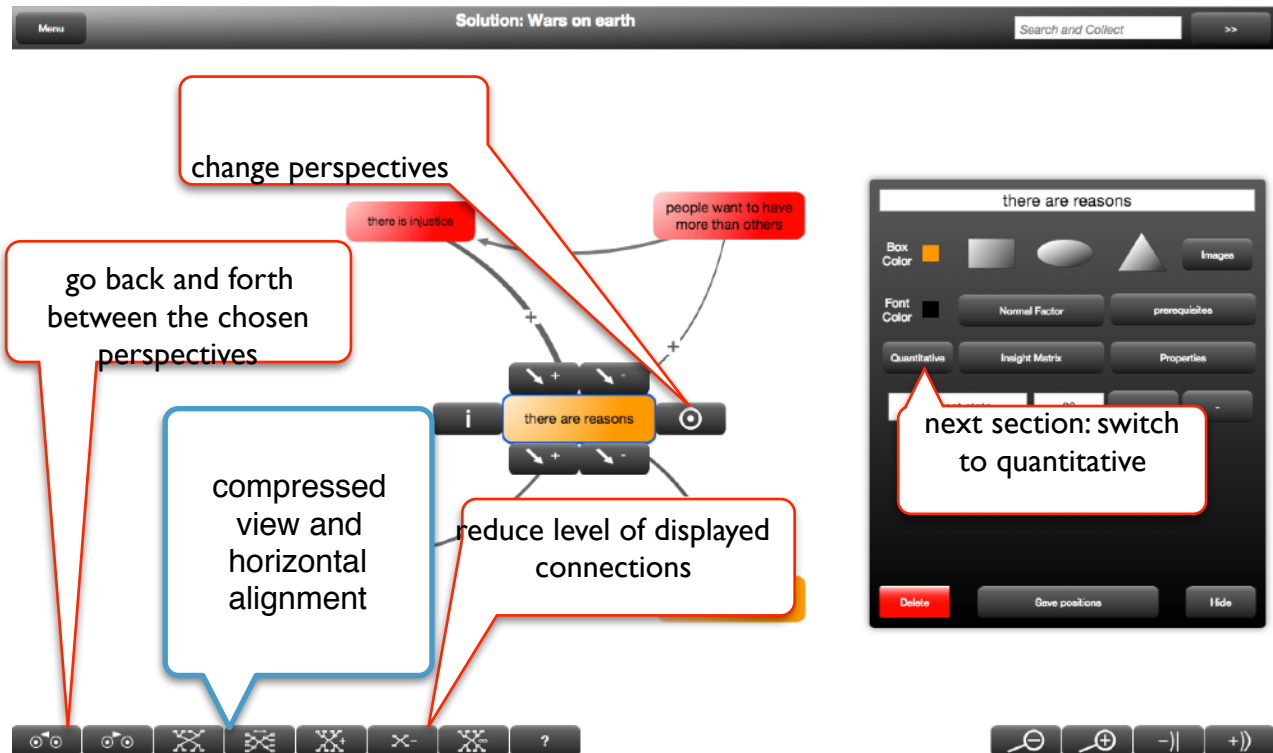 Menu
Solution: Wars on earth
Search and Collect
>>
change perspectives
there is injustice
people want to have
more than others
go back and forth
between the chosen
perspectives
+
+
+
-
i
there are reasons
+
-
compressed
view and
horizontal
alignment
reduce level of displayed
connections
there are reasons
Box
Color
Images
Font
Color
Normal Factor
prerequisites
Quantitative
Insight Matrix
Properties
-
next section: switch
to quantitative
Delete
Save positions
Hide
+
-
∞
?
-)|
+))